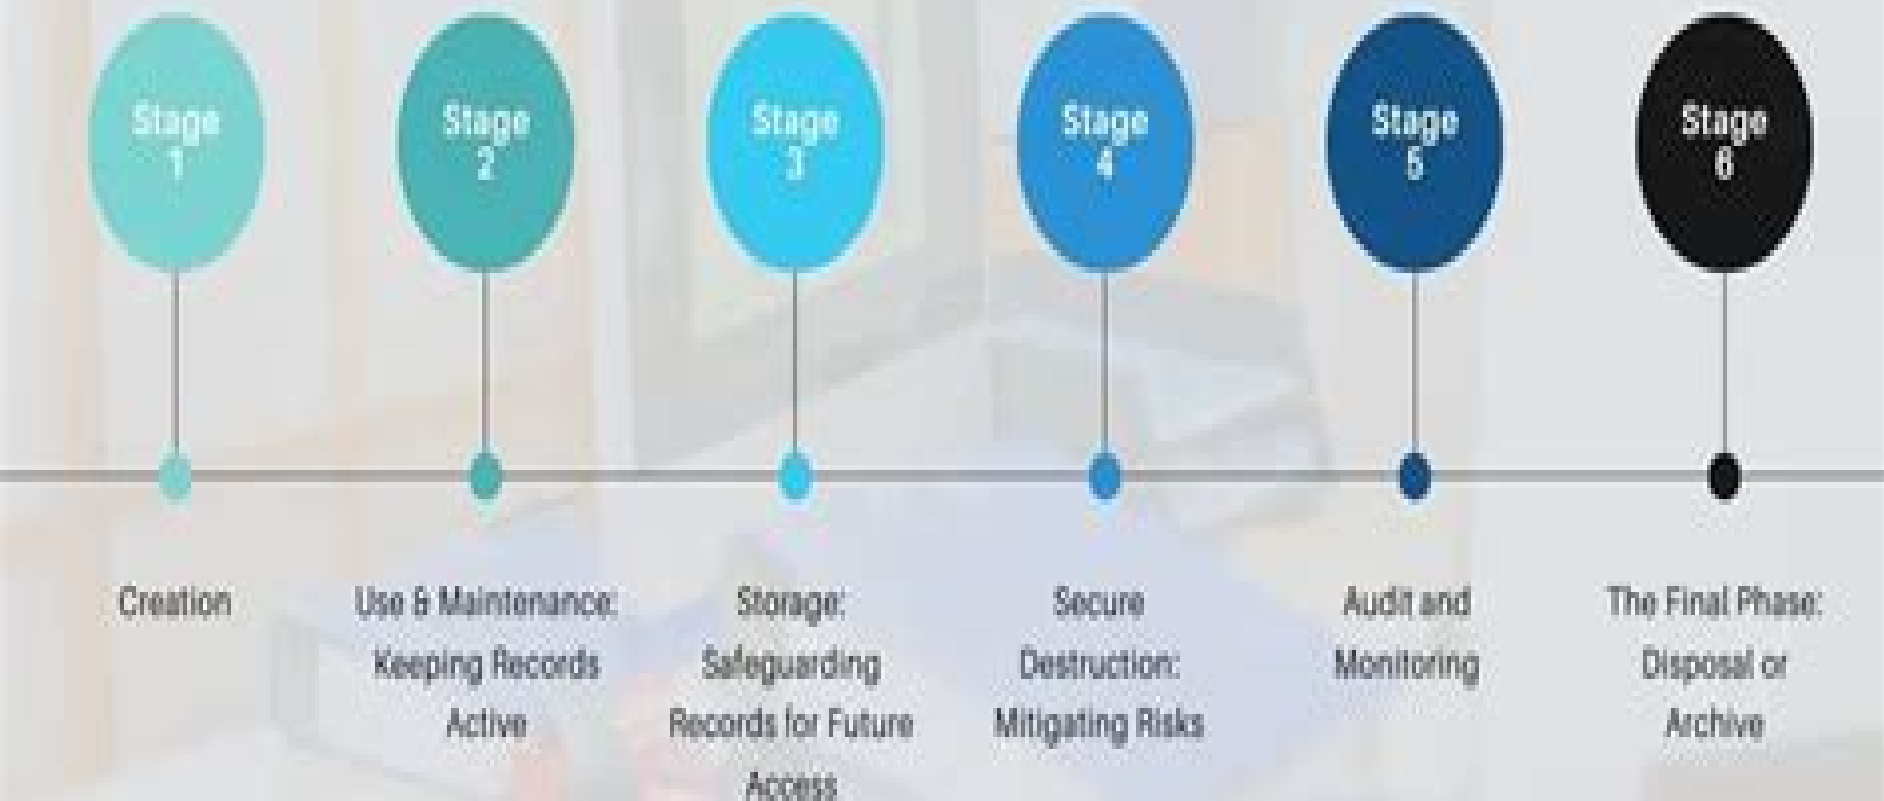 Stage
1
Stage
2
Stage
3
Stage
4
Stage
5
Stage
6
Creation
Use & Maintenance:
Keeping Records
Active
Storage:
Safeguarding
Records for Future
Access
Secure
Destruction:
Mitigating Risks
Audit and
Monitoring
The Final Phase:
Disposal or
Archive